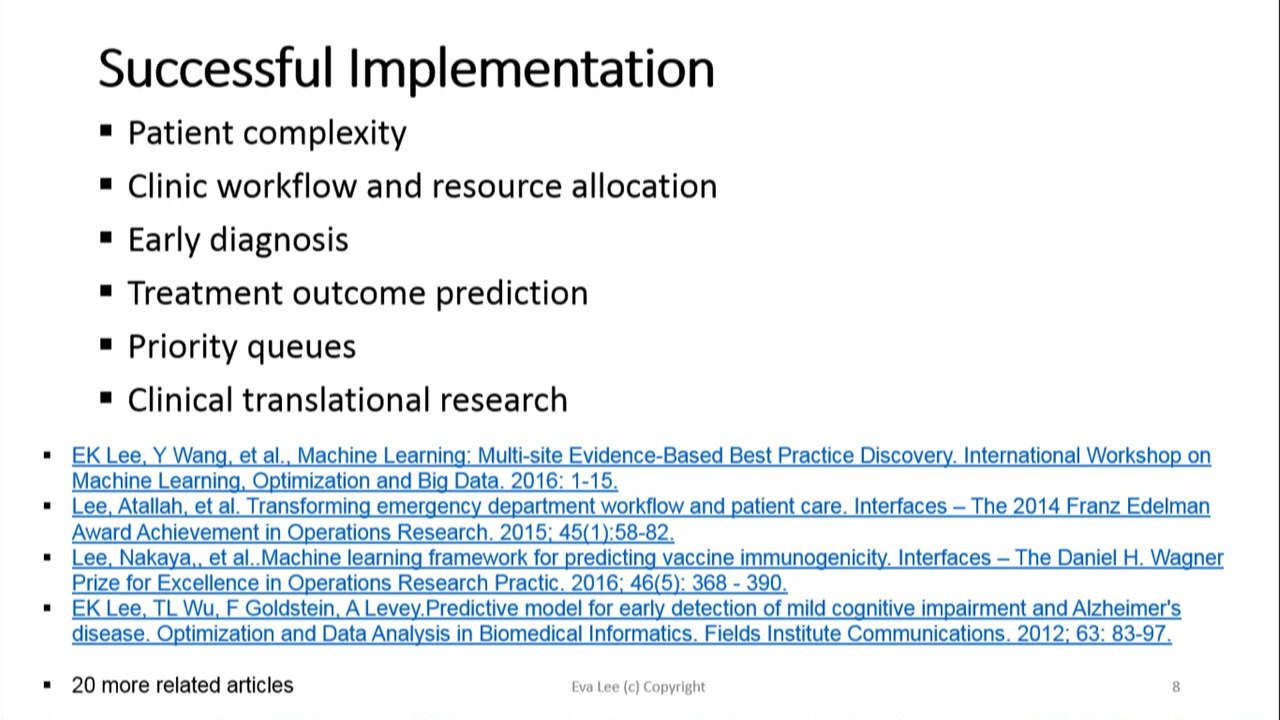 Successful Implementation
▪ Patient complexity
▪ Clinic workflow and resource allocation
▪ Early diagnosis
▪ Treatment outcome prediction
▪ Priority queues
▪ Clinical translational research
▪ EK Lee, Y Wang, et al., Machine Learning: Multi-site Evidence-Based Best Practice Discovery. International Workshop on
Machine Learning, Optimization and Big Data. 2016: 1-15.
▪ Lee, Atallah, et al. Transforming emergency department workflow and patient care. Interfaces – The 2014 Franz Edelman
Award Achievement in Operations Research. 2015; 45(1):58-82.
▪ Lee, Nakaya,, et al..Machine learning framework for predicting vaccine immunogenicity. Interfaces – The Daniel H. Wagner
Prize for Excellence in Operations Research Practic. 2016; 46(5): 368 - 390.
▪ EK Lee, TL Wu, F Goldstein, A Levey.Predictive model for early detection of mild cognitive impairment and Alzheimer's
disease. Optimization and Data Analysis in Biomedical Informatics. Fields Institute Communications. 2012; 63: 83-97.
▪ 20 more related articles
Eva Lee (c) Copyright
8